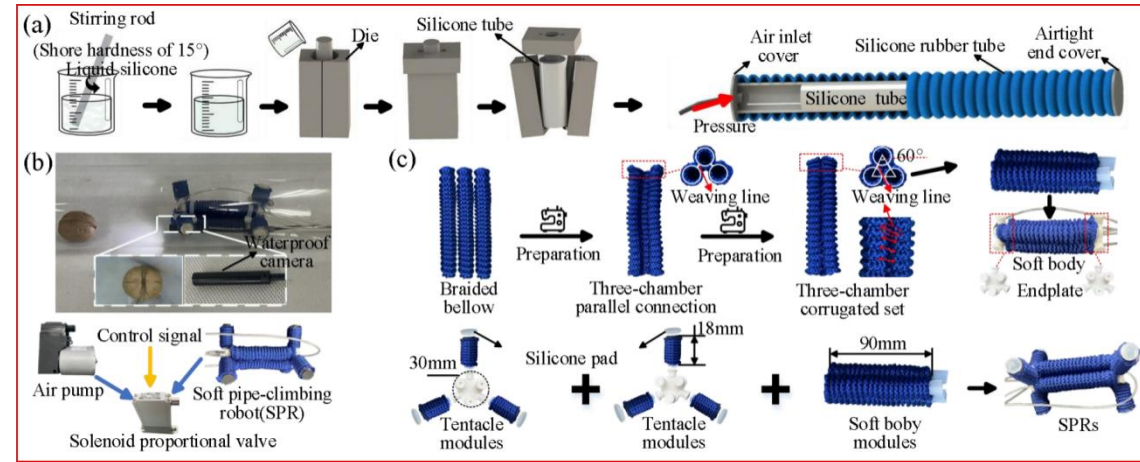 (a)
Stirring rod
(Shore hardness of 15°)
Liquid silicone
Die
Silicone tube
Air inlet
cover
Silicone rubber tube
Airtight
end cover
Silicone tube
Pressure
(b)
Waterproof
camera
Control signal
Air pump
Soft pipe-climbing
robot(SPR)
Solenoid proportional valve
(c)
Weaving line
60°
Weaving line
Preparation
Preparation
Braided
bellow
Three-chamber
parallel connection
Three-chamber
corrugated set
Soft body
Endplate
Silicone pad
18mm
30mm
90mm
Tentacle
modules
Tentacle
modules
Soft boby
modules
SPRs